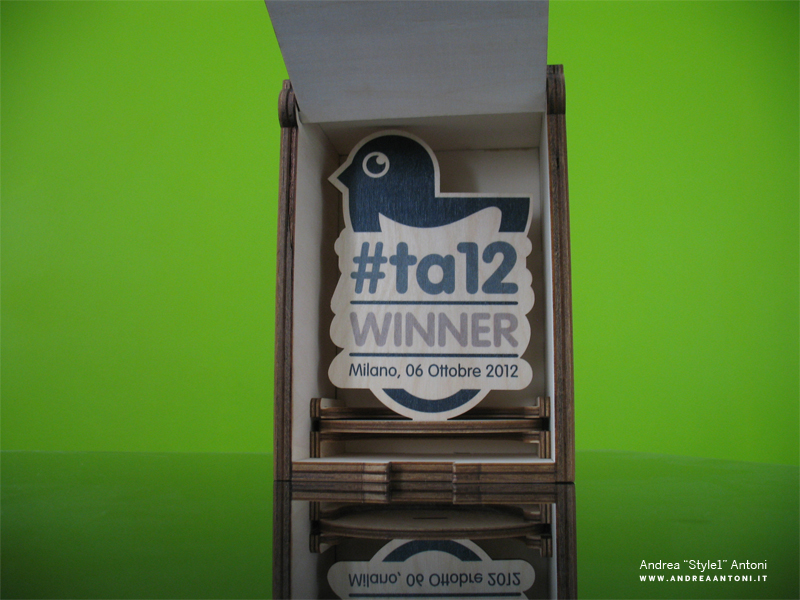 #ta12
WINNER
Milano, 06 Ottobre 2012
Milano, 06 Ottobre 2012
Andrea "Style1" Antoni
WWW.ANDREAANTONI.IT